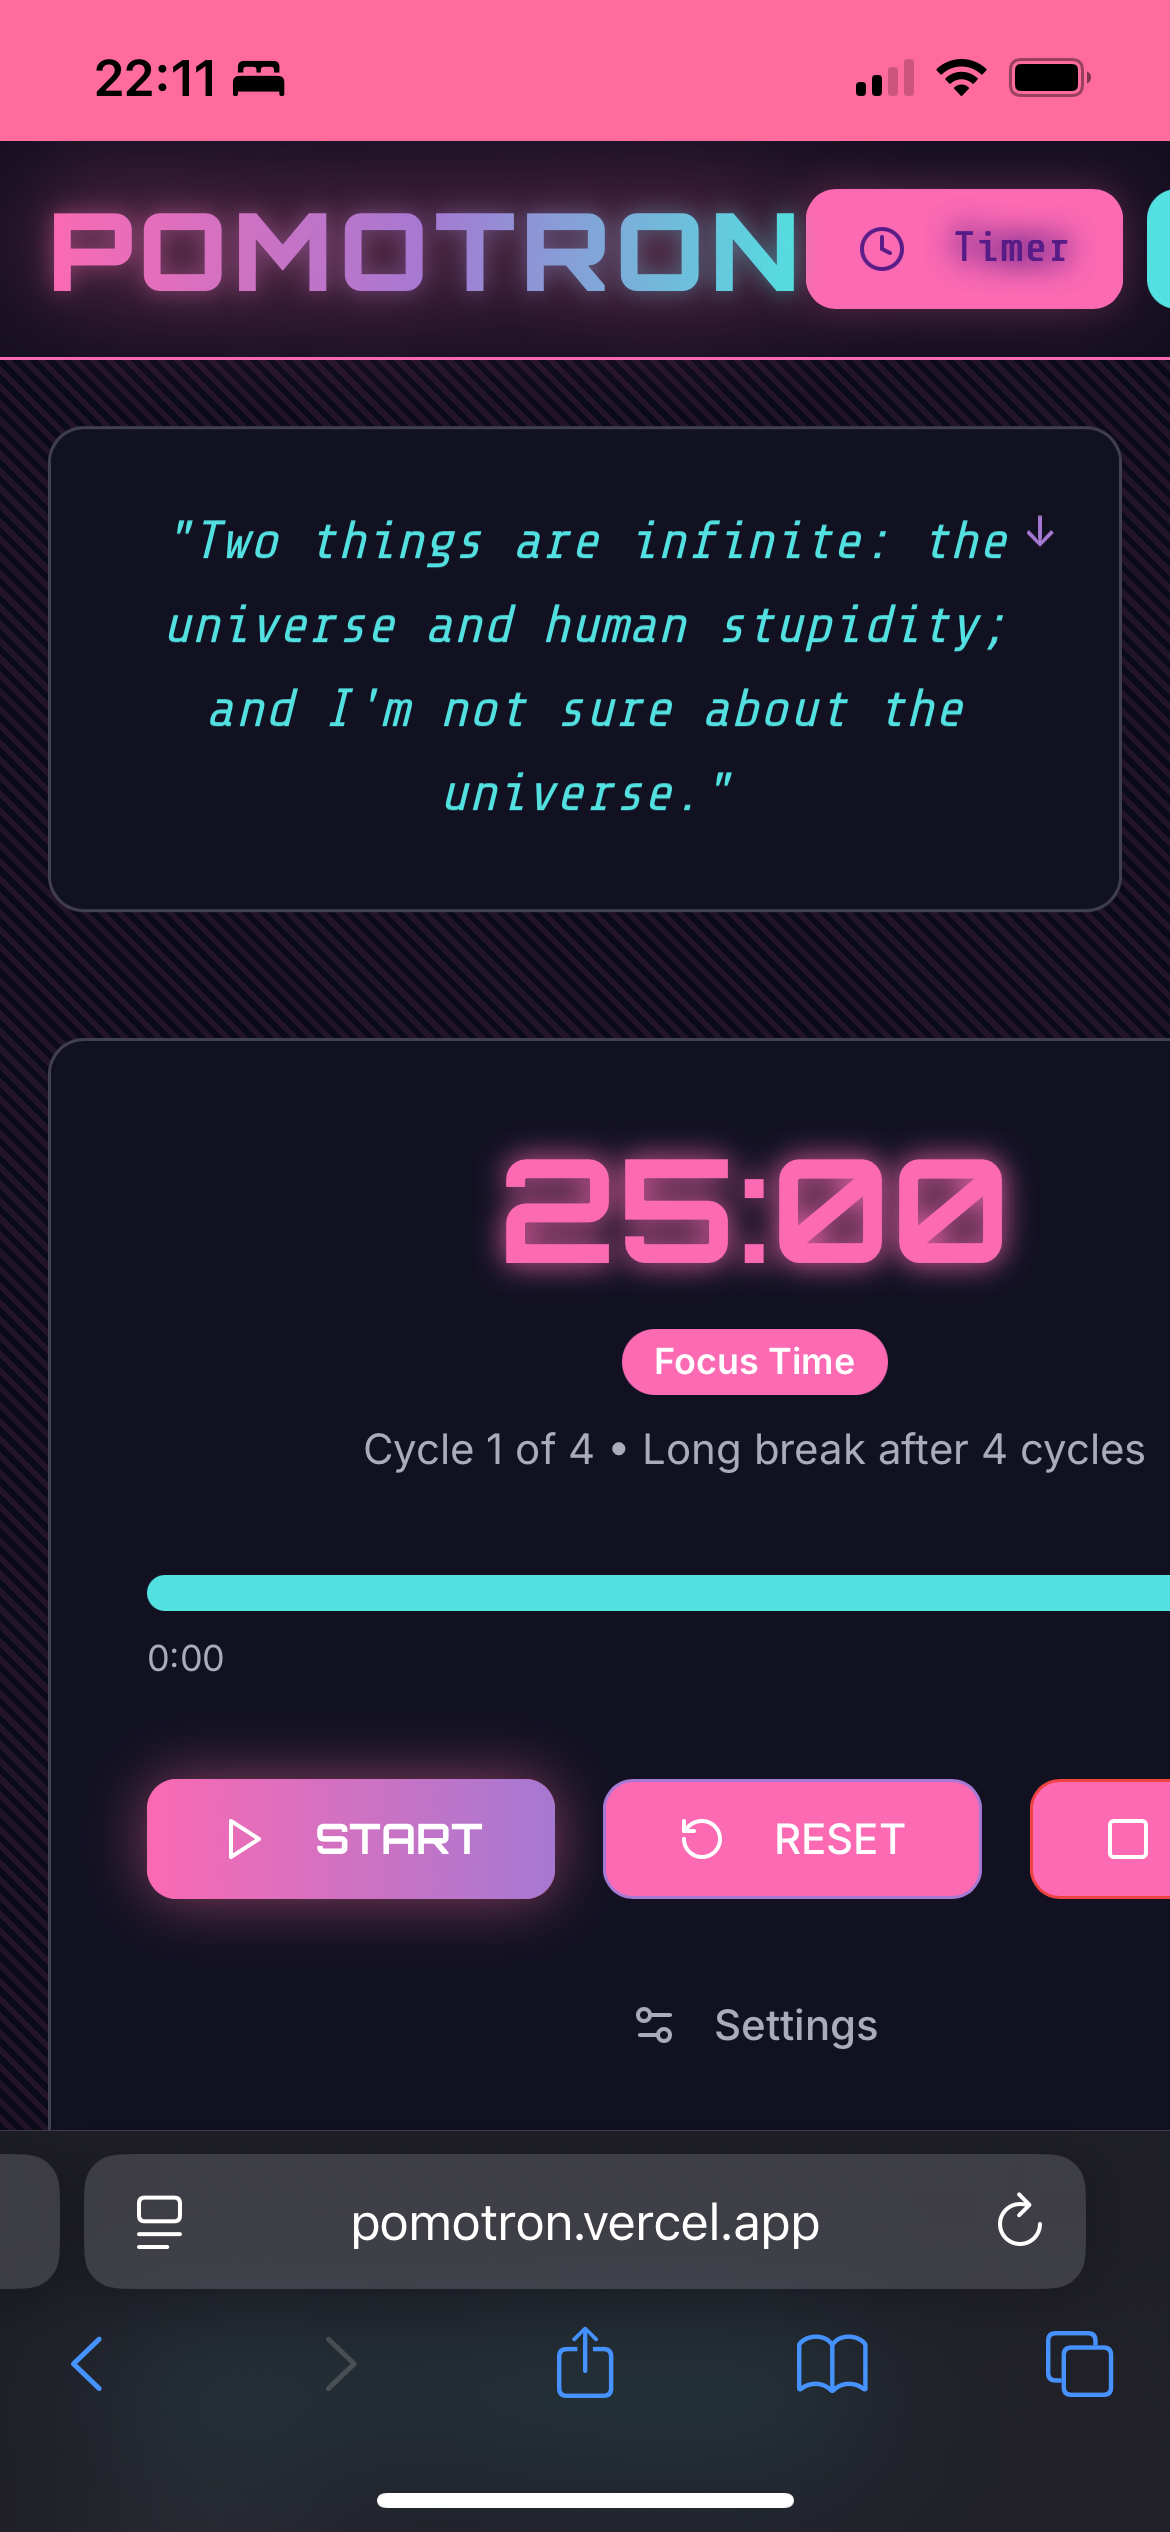 22:11
POMOTRON
Timer
"Two things are infinite: the
universe and human stupidity;
and I'm not sure about the
universe."
25:00
Focus Time
Cycle 1 of 4 • Long break after 4 cycles
0:00
START
RESET
Settings
pomotron.vercel.app